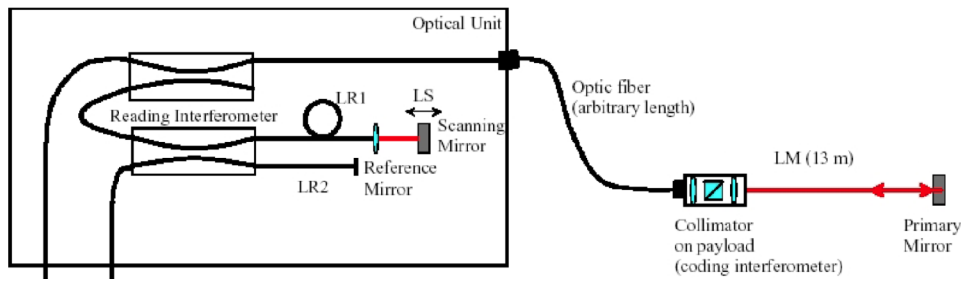 Optical Unit
Optic fiber
(arbitrary length)
LR1
LS
Reading Interferometer
Scanning
Mirror
LM (13 m)
Reference
Mirror
LR2
Collimator
on payload
(coding interferometer)
Primary
Mirror